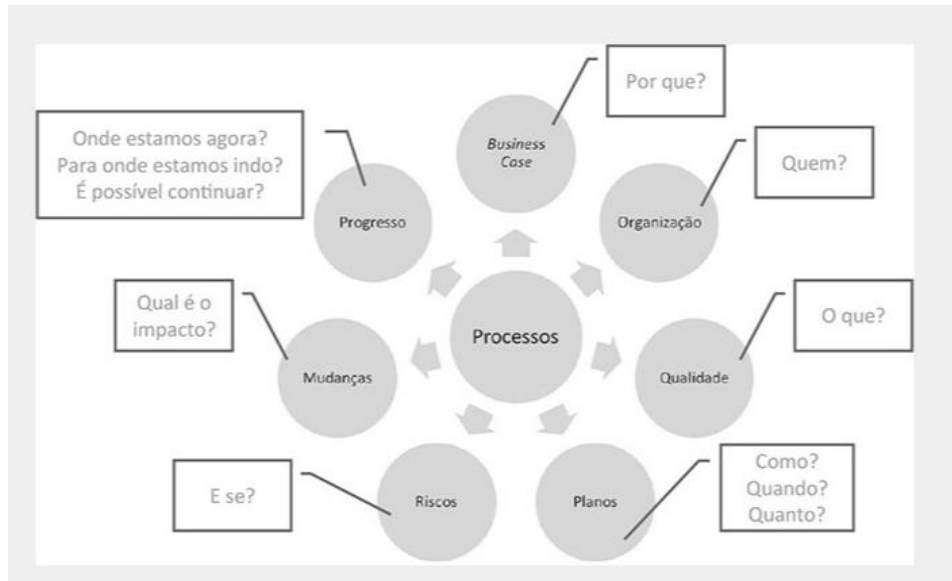 Por que?
Business
Case
Onde estamos agora?
Para onde estamos indo?
É possível continuar?
Quem?
Progresso
Organização
Qual é o
impacto?
Processos
O que?
Mudanças
Qualidade
E se?
Riscos
Planos
Como?
Quando?
Quanto?